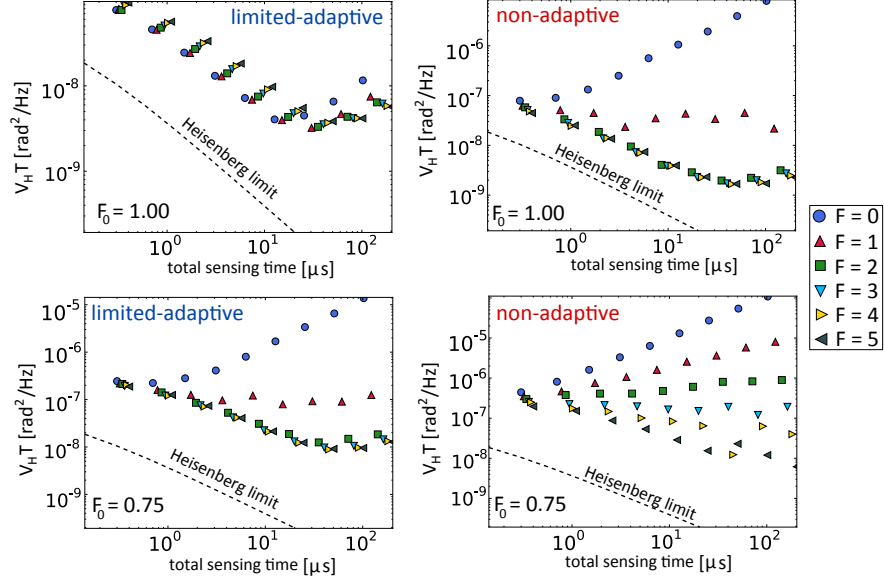 limited-adaptive
10⁻⁸
10⁻⁹
V_H T [rad²/Hz]
Heisenberg limit
F₀ = 1.00
10⁰
10¹
10²
total sensing time [μs]
non-adaptive
10⁻⁶
10⁻⁷
10⁻⁸
10⁻⁹
V_H T [rad²/Hz]
Heisenberg limit
F₀ = 1.00
10⁰
10¹
10²
total sensing time [μs]
F = 0
F = 1
F = 2
F = 3
F = 4
F = 5
limited-adaptive
10⁻⁵
10⁻⁶
10⁻⁷
10⁻⁸
10⁻⁹
V_H T [rad²/Hz]
Heisenberg limit
F₀ = 0.75
10⁰
10¹
10²
total sensing time [μs]
non-adaptive
10⁻⁵
10⁻⁶
10⁻⁷
10⁻⁸
10⁻⁹
V_H T [rad²/Hz]
Heisenberg limit
F₀ = 0.75
10⁰
10¹
10²
total sensing time [μs]